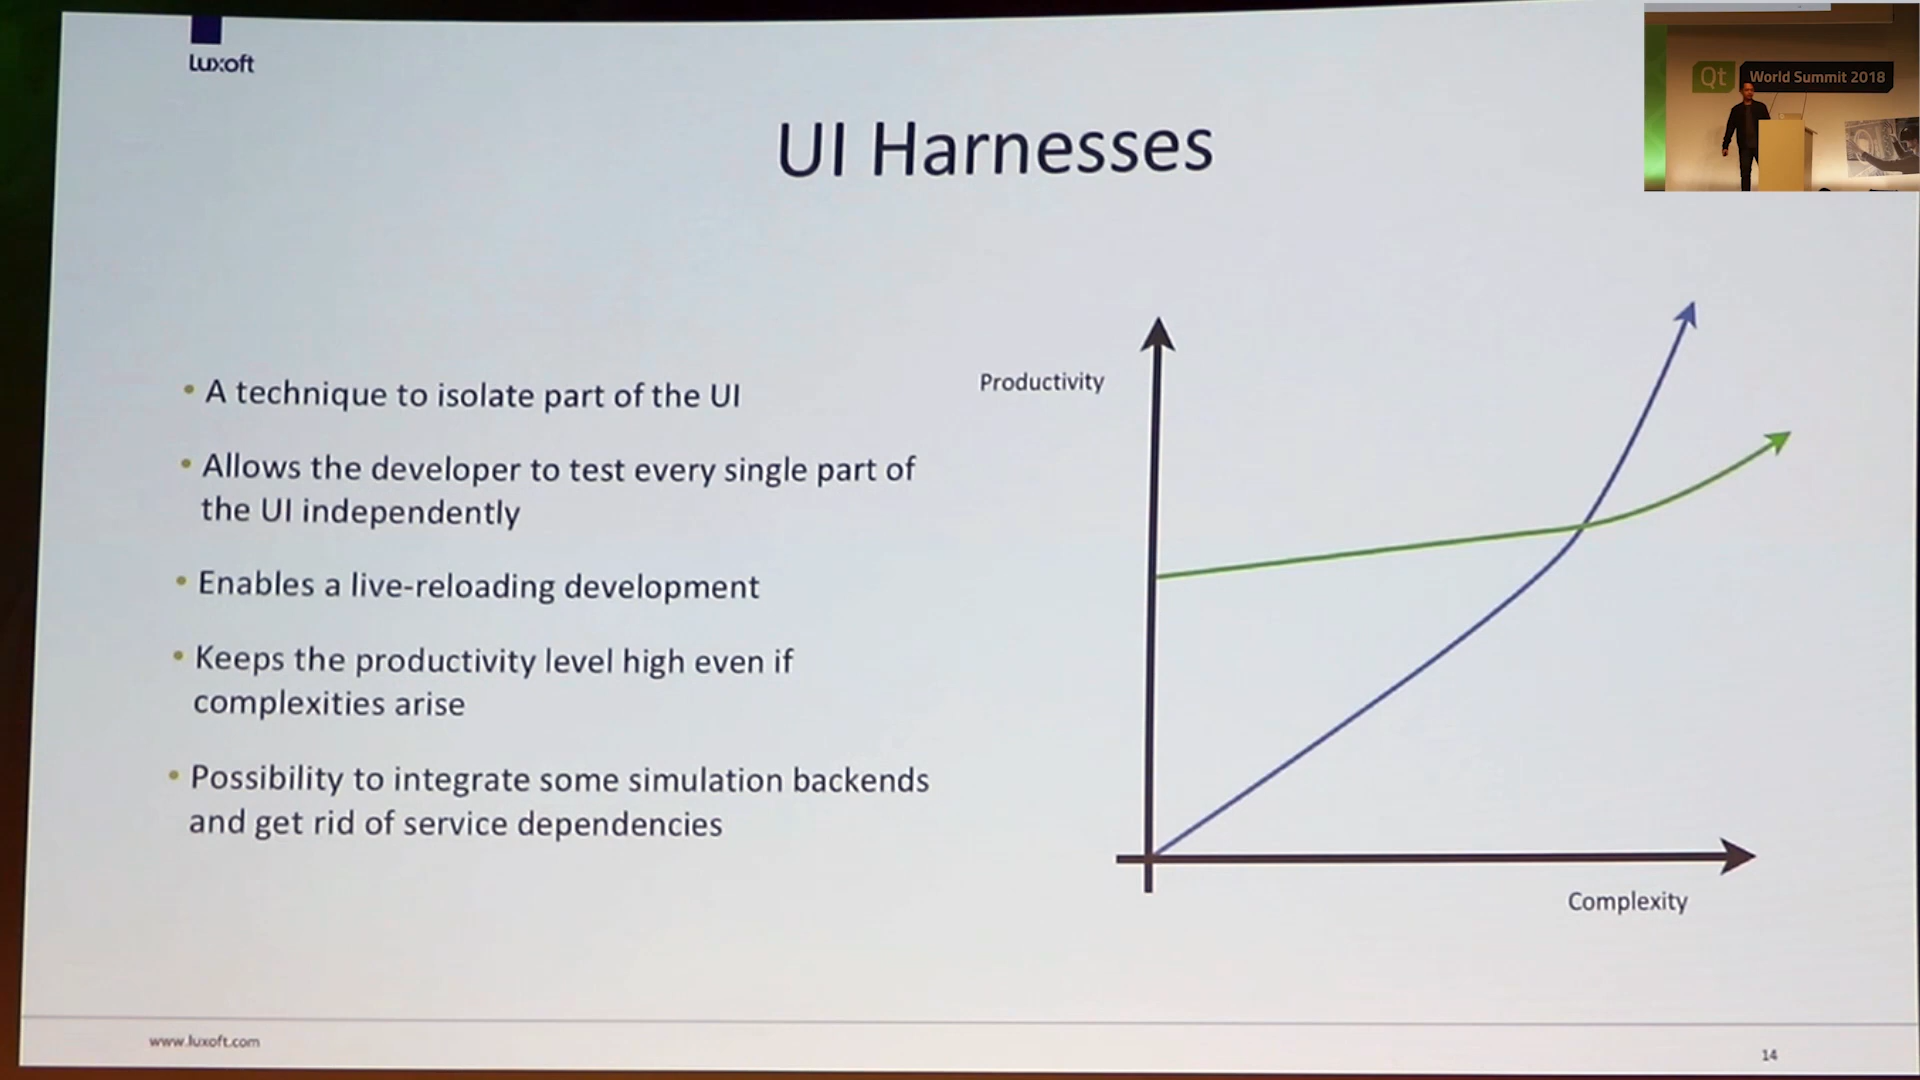 luxoft
Qt World Summit 2018
UI Harnesses
• A technique to isolate part of the UI
• Allows the developer to test every single part of
the UI independently
• Enables a live-reloading development
• Keeps the productivity level high even if
complexities arise
• Possibility to integrate some simulation backends
and get rid of service dependencies
Productivity
Complexity
www.luxoft.com
14